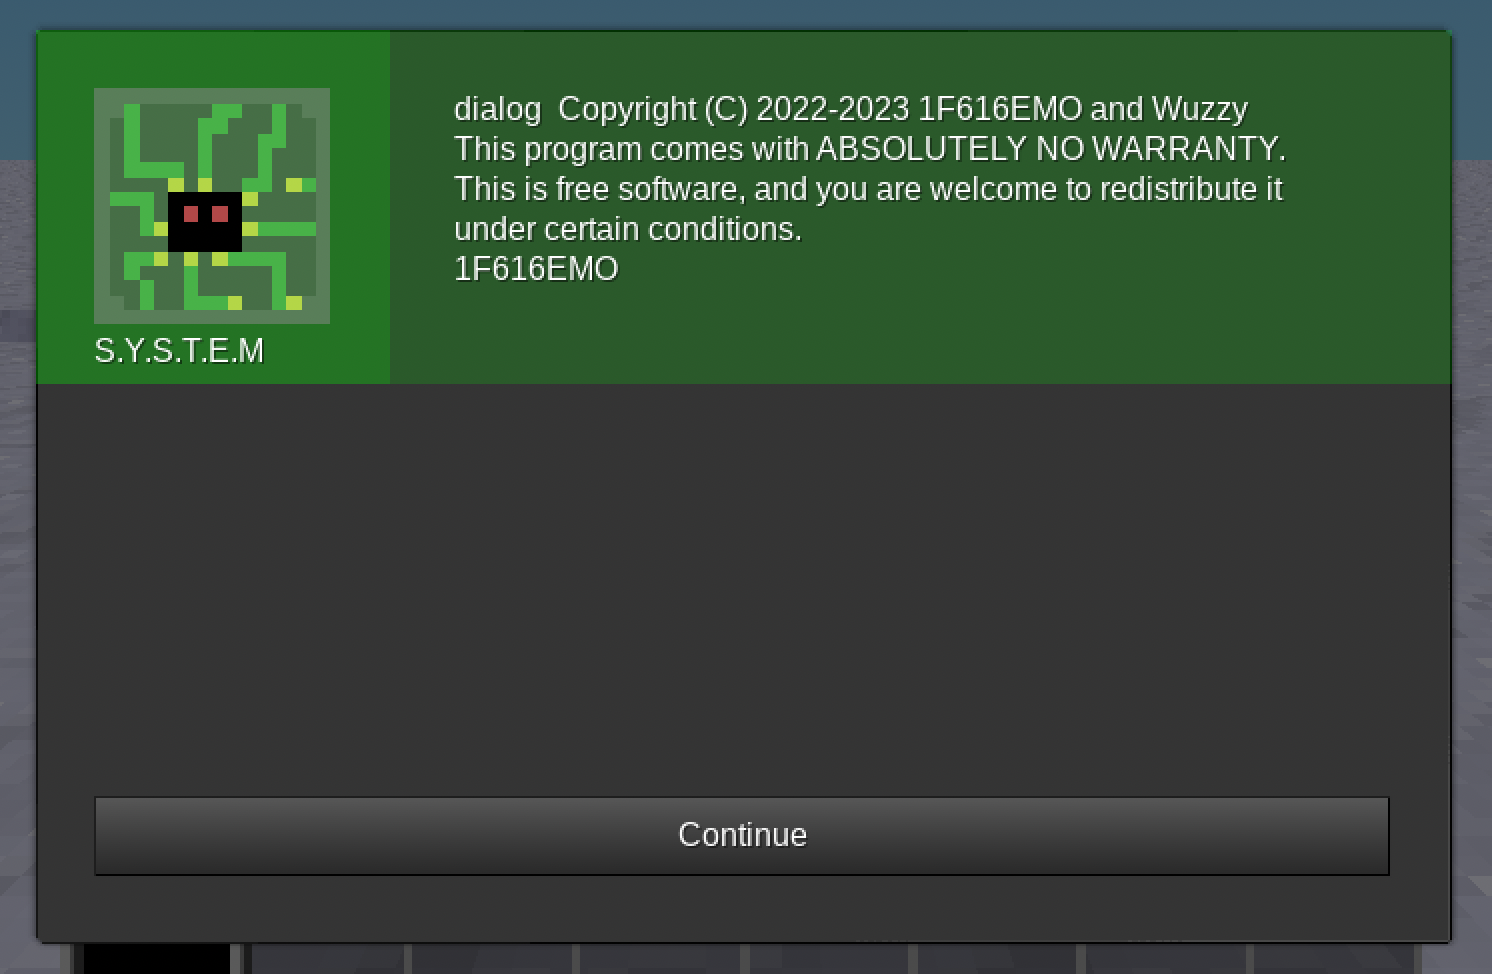 dialog  Copyright (C) 2022-2023 1F616EMO and Wuzzy
This program comes with ABSOLUTELY NO WARRANTY.
This is free software, and you are welcome to redistribute it
under certain conditions.
1F616EMO
S.Y.S.T.E.M
Continue